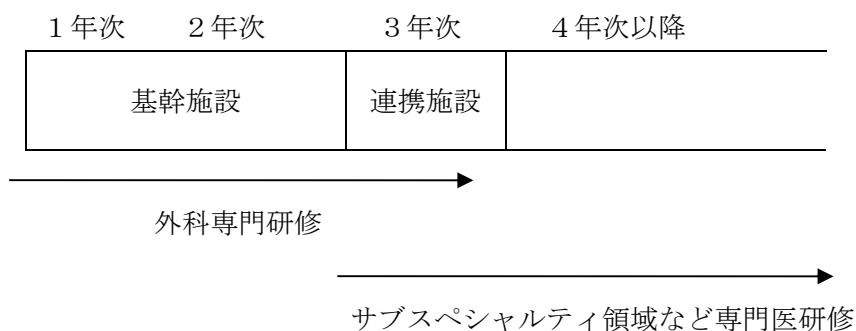 １年次　２年次　３年次　４年次以降
基幹施設　連携施設
外科専門研修
サブスペシャルティ領域など専門医研修